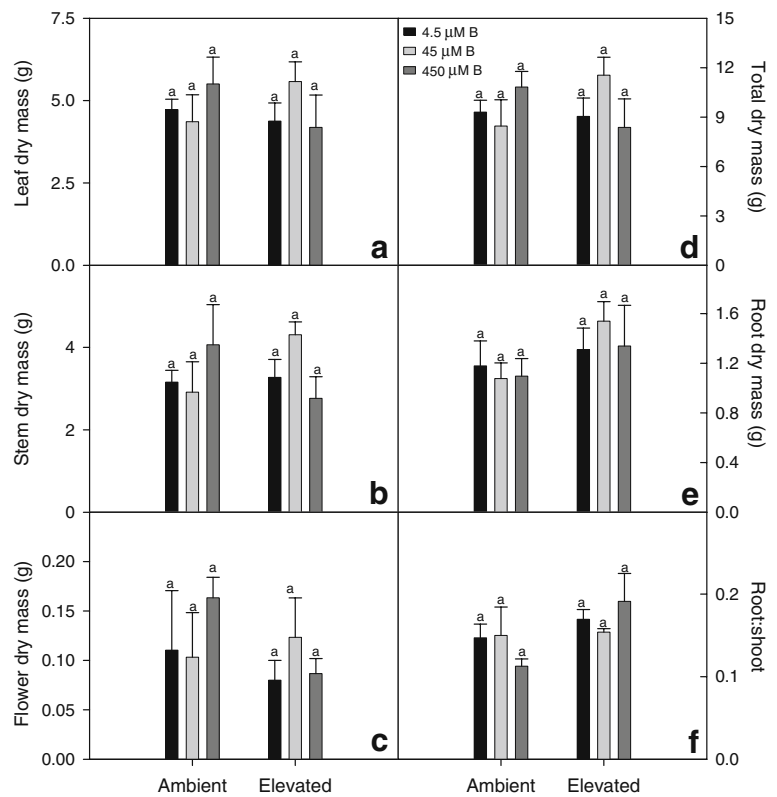 7.5
5.0
2.5
0.0
Leaf dry mass (g)
a a a a a a
a
4.5 µM B
45 µM B
450 µM B
a a a a a a
d
15
12
9
6
3
0
Total dry mass (g)
4
2
0
Stem dry mass (g)
a a a a a a
b
a a a a a a
e
1.6
1.2
0.8
0.4
0.0
Root dry mass (g)
0.20
0.15
0.10
0.05
0.00
Flower dry mass (g)
a a a a a a
c
a a a a a a
f
0.2
0.1
0.0
Root:shoot
Ambient Elevated
Ambient Elevated